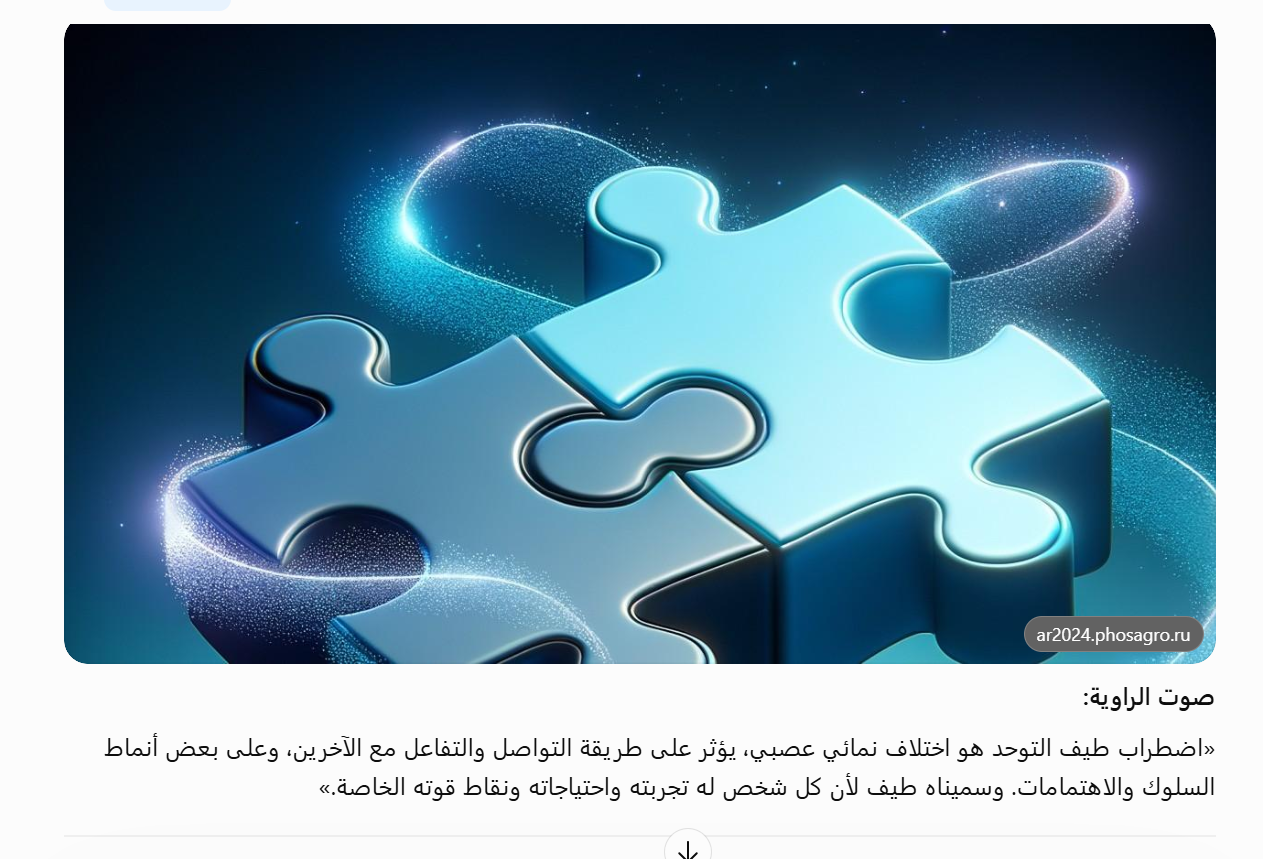 ar2024.phosagro.ru
صوت الراوية:
«اضطراب طيف التوحد هو اختلاف نمائي عصبي، يؤثر على طريقة التواصل والتفاعل مع الآخرين، وعلى بعض أنماط
السلوك والاهتمامات. وسميناه طيف لأن كل شخص له تجربته واحتياجاته ونقاط قوته الخاصة.»